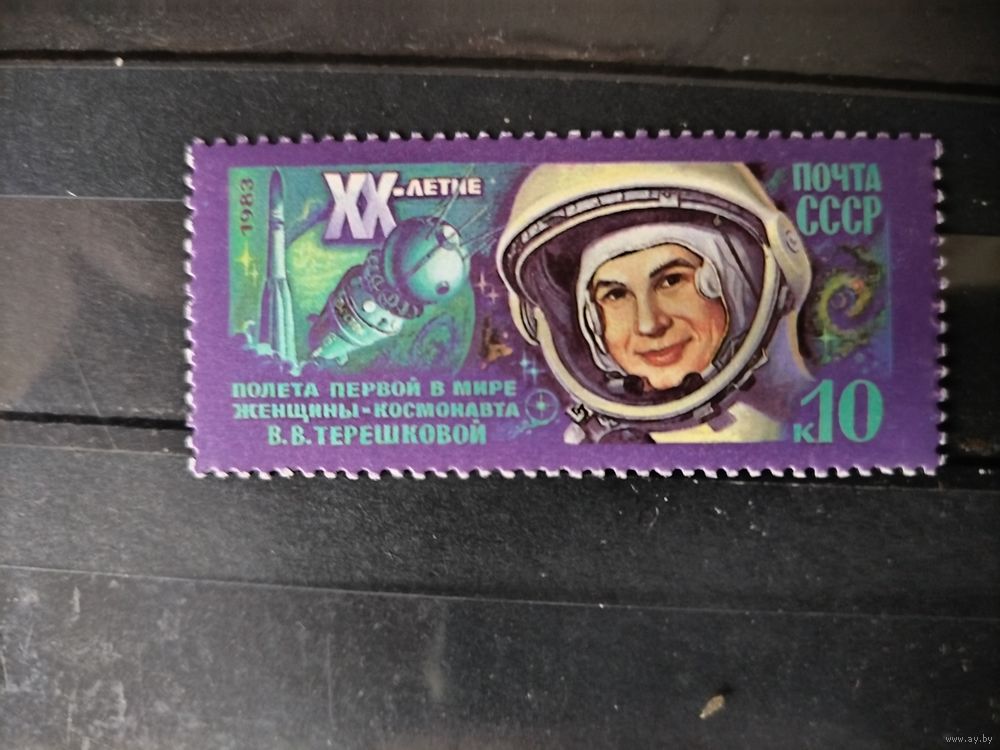 1983
XX-ЛЕТИЕ
ПОЛЕТА ПЕРВОЙ В МИРЕ
ЖЕНЩИНЫ-КОСМОНАВТА
В.В.ТЕРЕШКОВОЙ
ПОЧТА
СССР
к10
www.ay.by